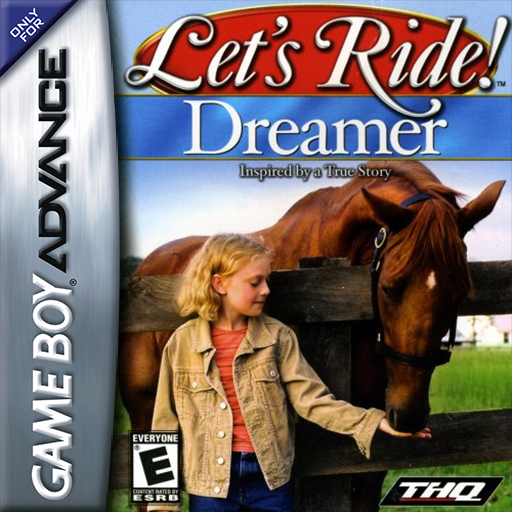 ONLY
FOR
GAME BOY ADVANCE
Let's Ride!™
Dreamer
Inspired by a True Story
EVERYONE
E
CONTENT RATED BY
ESRB
THQ